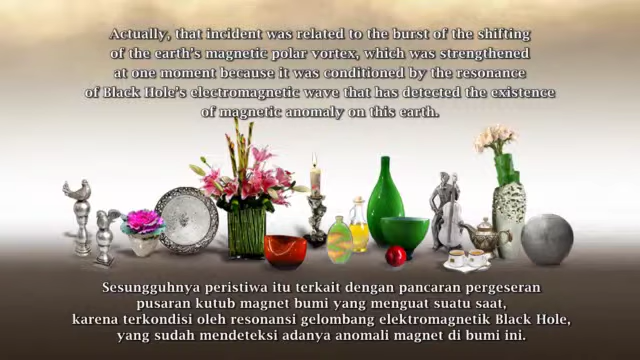 Actually, that incident was related to the burst of the shifting
of the earth's magnetic polar vortex, which was strengthened
at one moment because it was conditioned by the resonance
of Black Hole's electromagnetic wave that has detected the existence
of magnetic anomaly on this earth.
Sesungguhnya peristiwa itu terkait dengan pancaran pergeseran
pusaran kutub magnet bumi yang menguat suatu saat,
karena terkondisi oleh resonansi gelombang elektromagnetik Black Hole,
yang sudah mendeteksi adanya anomali magnet di bumi ini.